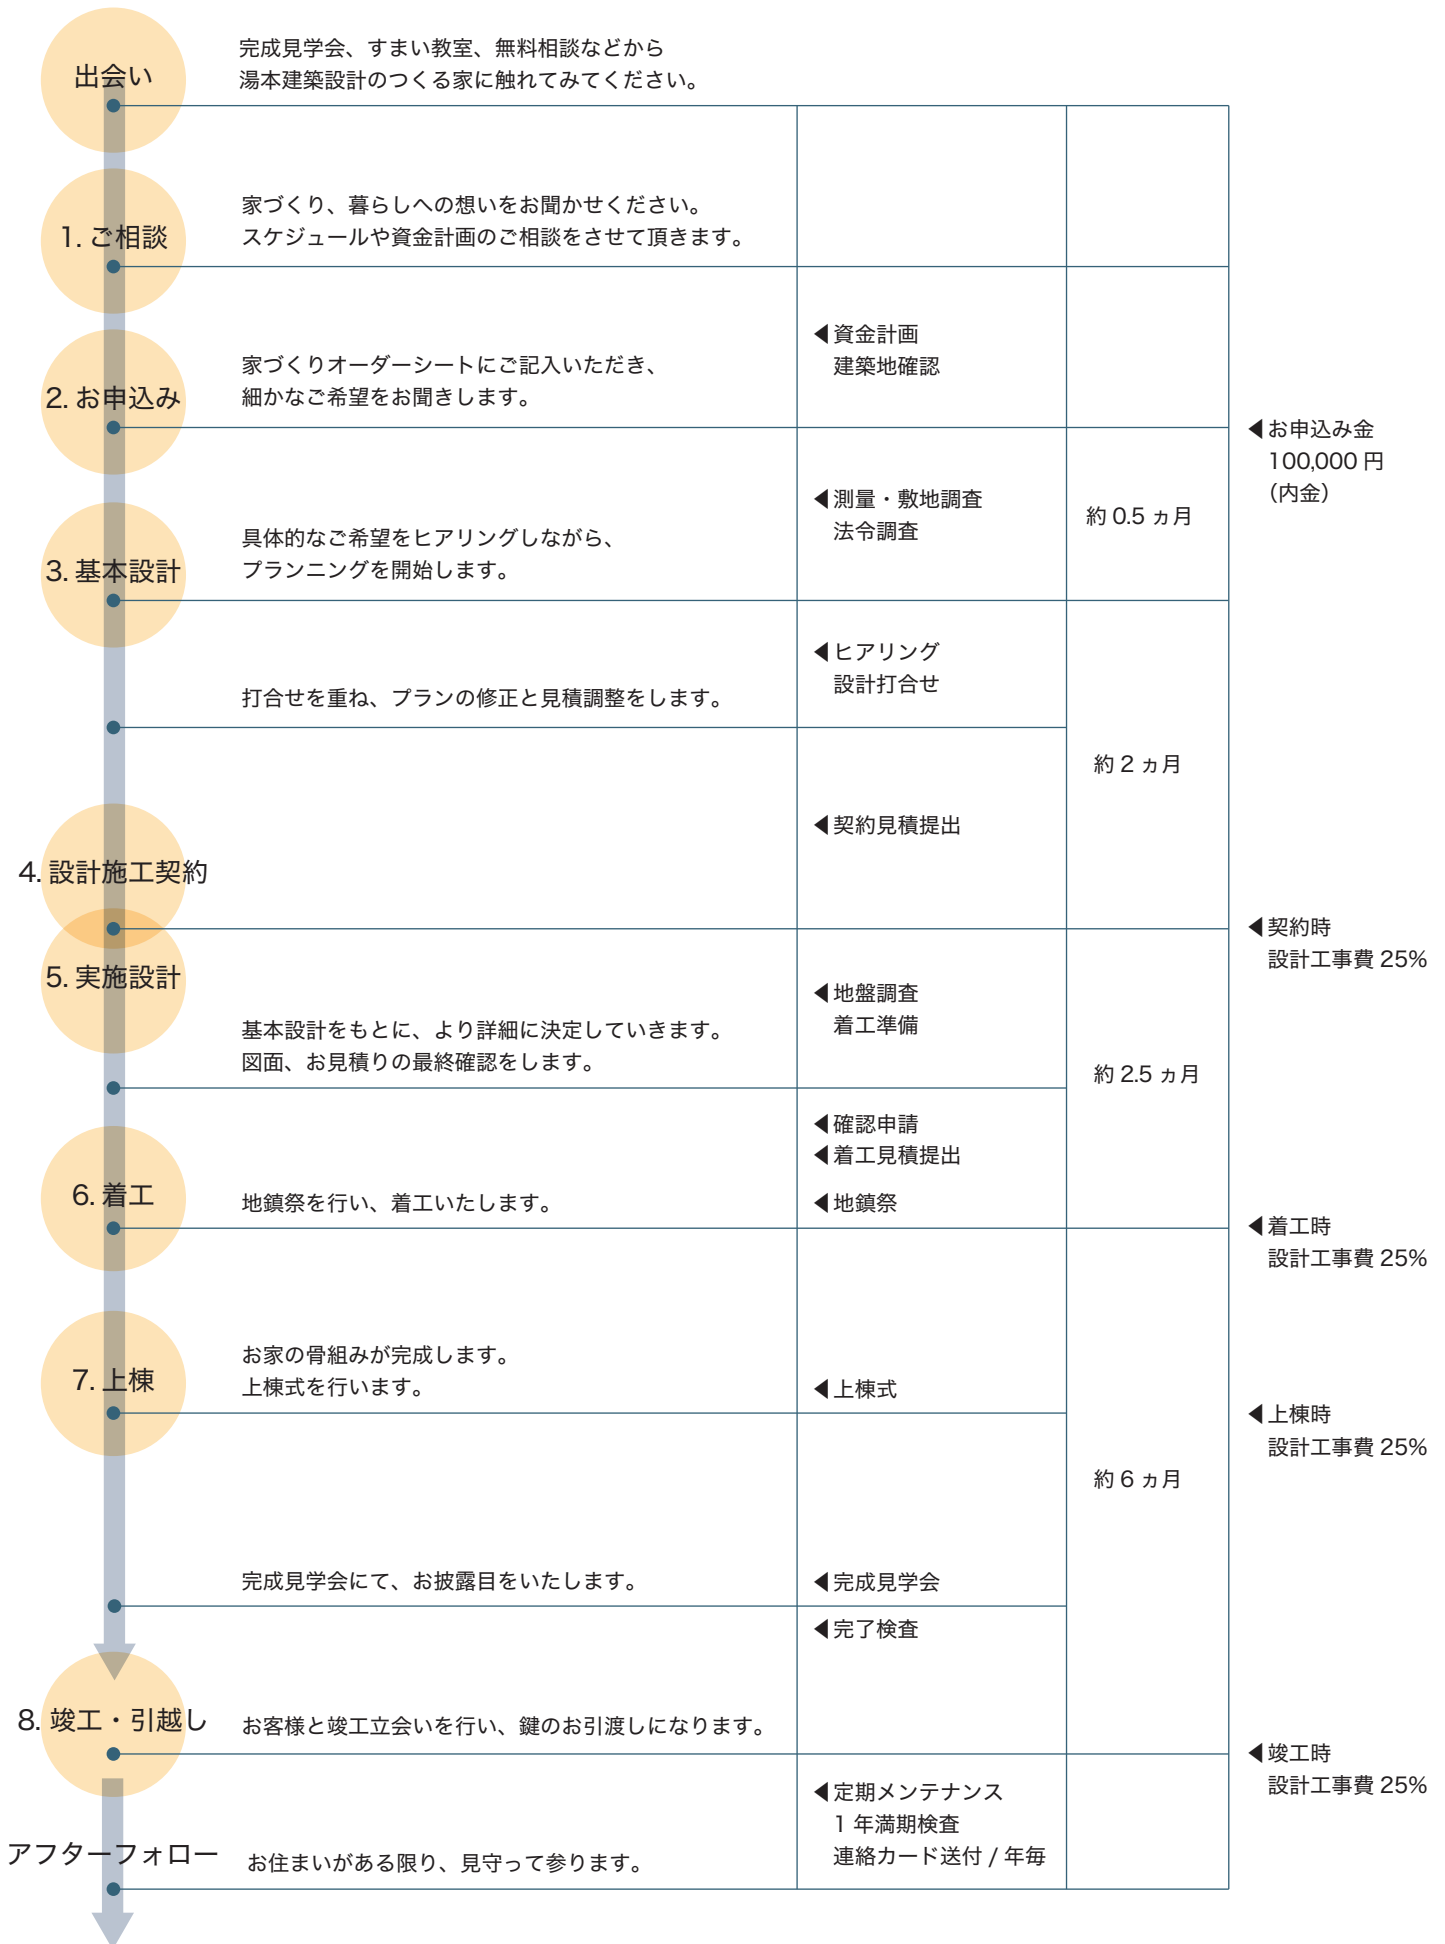 出会い
完成見学会、すまい教室、無料相談などから
湯本建築設計のつくる家に触れてみてください。
1. ご相談
家づくり、暮らしへの想いをお聞かせください。
スケジュールや資金計画のご相談をさせて頂きます。
◀資金計画
建築地確認
2. お申込み
家づくりオーダーシートにご記入いただき、
細かなご希望をお聞きします。
◀お申込み金
100,000 円
（内金）
◀測量・敷地調査
法令調査
約 0.5 ヵ月
3. 基本設計
具体的なご希望をヒアリングしながら、
プランニングを開始します。
◀ヒアリング
設計打合せ
打合せを重ね、プランの修正と見積調整をします。
約 2 ヵ月
◀契約見積提出
4. 設計施工契約
◀契約時
設計工事費 25%
5. 実施設計
◀地盤調査
着工準備
基本設計をもとに、より詳細に決定していきます。
図面、お見積りの最終確認をします。
約 2.5 ヵ月
◀確認申請
◀着工見積提出
6. 着工
地鎮祭を行い、着工いたします。
◀地鎮祭
◀着工時
設計工事費 25%
7. 上棟
お家の骨組みが完成します。
上棟式を行います。
◀上棟式
◀上棟時
設計工事費 25%
約 6 ヵ月
完成見学会にて、お披露目をいたします。
◀完成見学会
◀完了検査
8. 竣工・引越し
お客様と竣工立会いを行い、鍵のお引渡しになります。
◀竣工時
設計工事費 25%
◀定期メンテナンス
1 年満期検査
連絡カード送付 / 年毎
アフターフォロー
お住まいがある限り、見守って参ります。